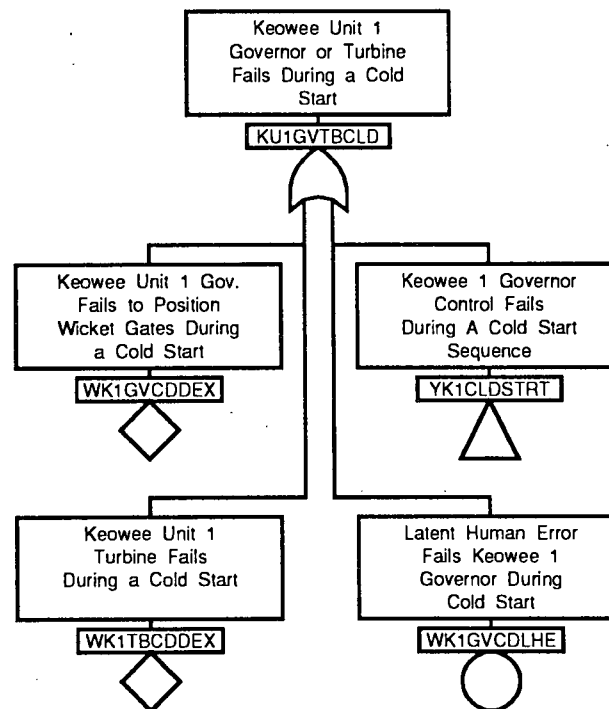 Keowee Unit 1
Governor or Turbine
Fails During a Cold
Start
KU1GVTBCLD
Keowee Unit 1 Gov.
Fails to Position
Wicket Gates During
a Cold Start
WK1GVCDDEX
Keowee 1 Governor
Control Fails
During A Cold Start
Sequence
YK1CLDSTRT
Keowee Unit 1
Turbine Fails
During a Cold Start
WK1TBCDDEX
Latent Human Error
Fails Keowee 1
Governor During
Cold Start
WK1GVCDLHE